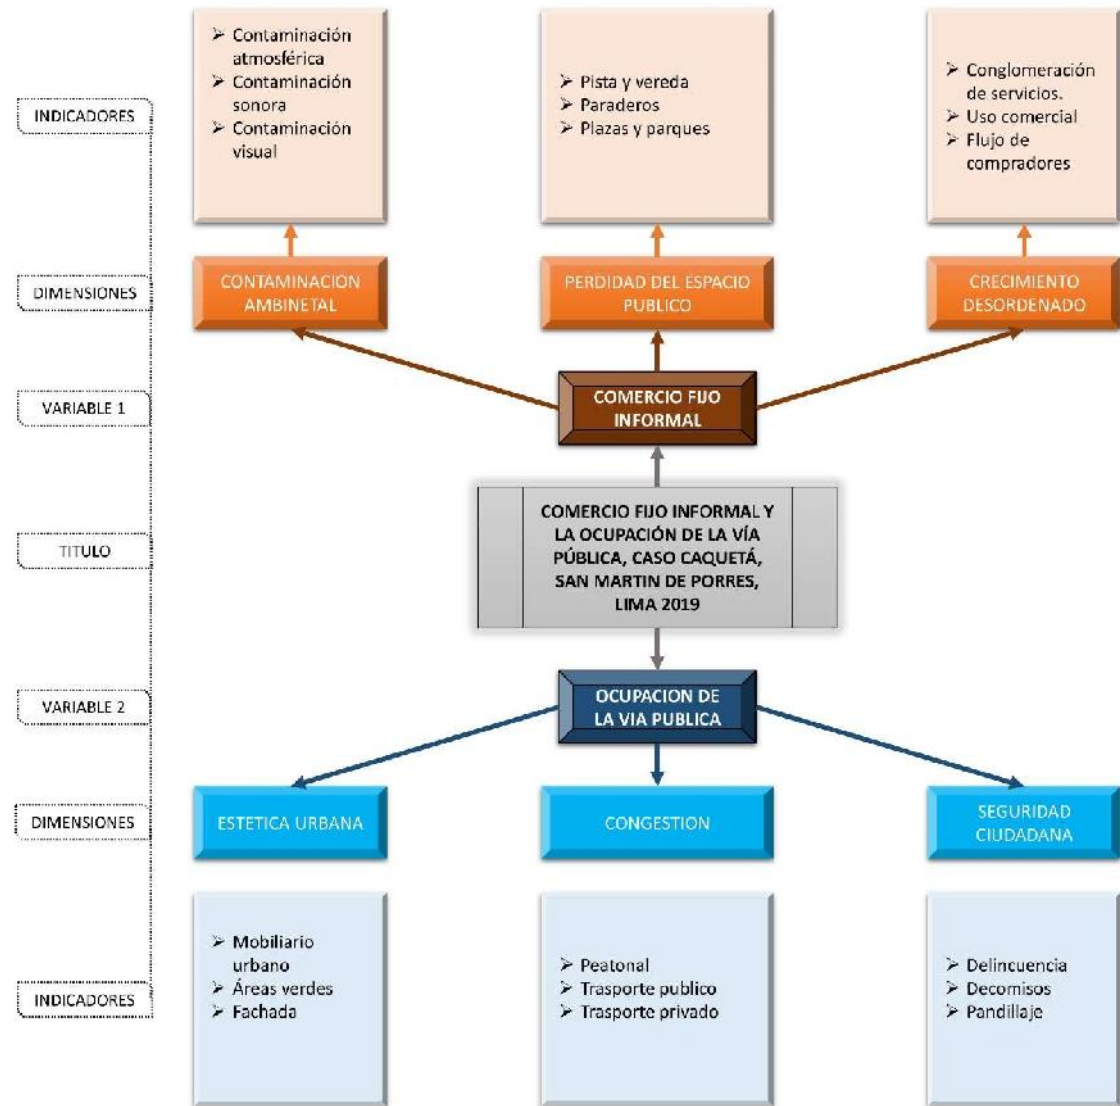 INDICADORES
➢ Contaminación
atmosférica
➢ Contaminación
sonora
➢ Contaminación
visual
➢ Pista y vereda
➢ Paraderos
➢ Plazas y parques
➢ Conglomeración
de servicios.
➢ Uso comercial
➢ Flujo de
compradores
DIMENSIONES
CONTAMINACION
AMBINETAL
PERDIDAD DEL ESPACIO
PUBLICO
CRECIMIENTO
DESORDENADO
VARIABLE 1
COMERCIO FIJO
INFORMAL
TITULO
COMERCIO FIJO INFORMAL Y
LA OCUPACIÓN DE LA VÍA
PÚBLICA, CASO CAQUETÁ,
SAN MARTIN DE PORRES,
LIMA 2019
VARIABLE 2
OCUPACION DE
LA VIA PUBLICA
DIMENSIONES
ESTETICA URBANA
CONGESTION
SEGURIDAD
CIUDADANA
INDICADORES
➢ Mobiliario
urbano
➢ Áreas verdes
➢ Fachada
➢ Peatonal
➢ Trasporte publico
➢ Trasporte privado
➢ Delincuencia
➢ Decomisos
➢ Pandillaje